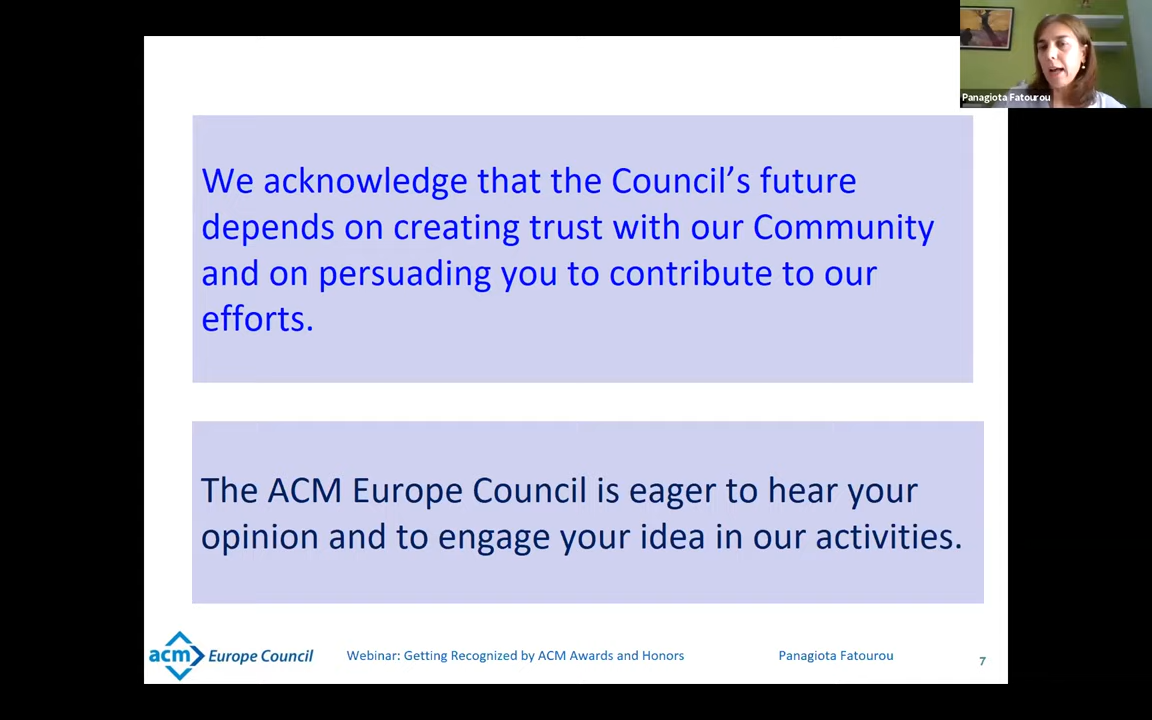 Panagiota Fatourou
We acknowledge that the Council’s future
depends on creating trust with our Community
and on persuading you to contribute to our
efforts.
The ACM Europe Council is eager to hear your
opinion and to engage your idea in our activities.
acm Europe Council
Webinar: Getting Recognized by ACM Awards and Honors
Panagiota Fatourou
7